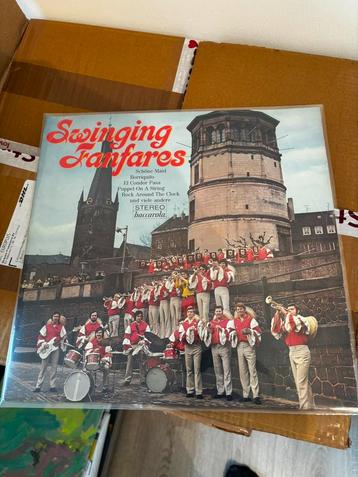 Swinging
Fanfares
Schöne Maid
Borriquito
El Condor Pasa
Puppet On A String
Rock Around The Clock
und viele andere
STEREO
baccarola